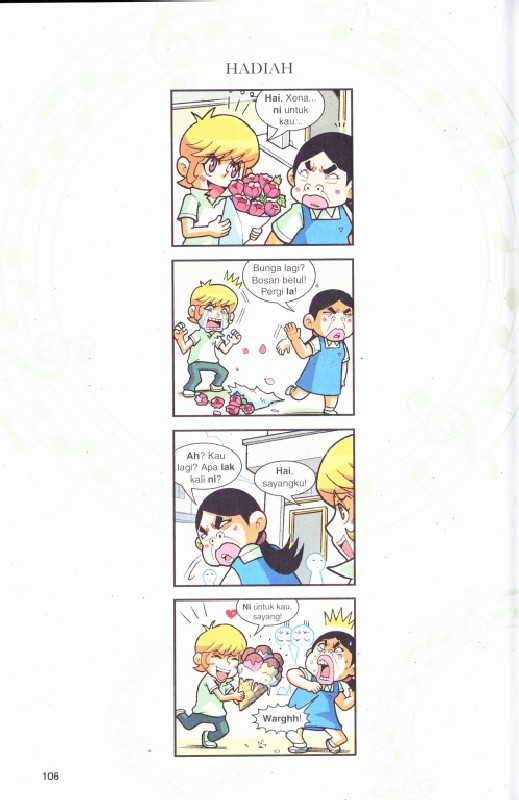 HADIAH
Hai, Xena...
ni untuk
kau...
Bunga lagi?
Bosan betul!
Pergi la!
Ah? Kau
lagi? Apa llak
kali ni?
Hai,
sayangku!
Ni untuk kau,
sayang!
Warghh!
106